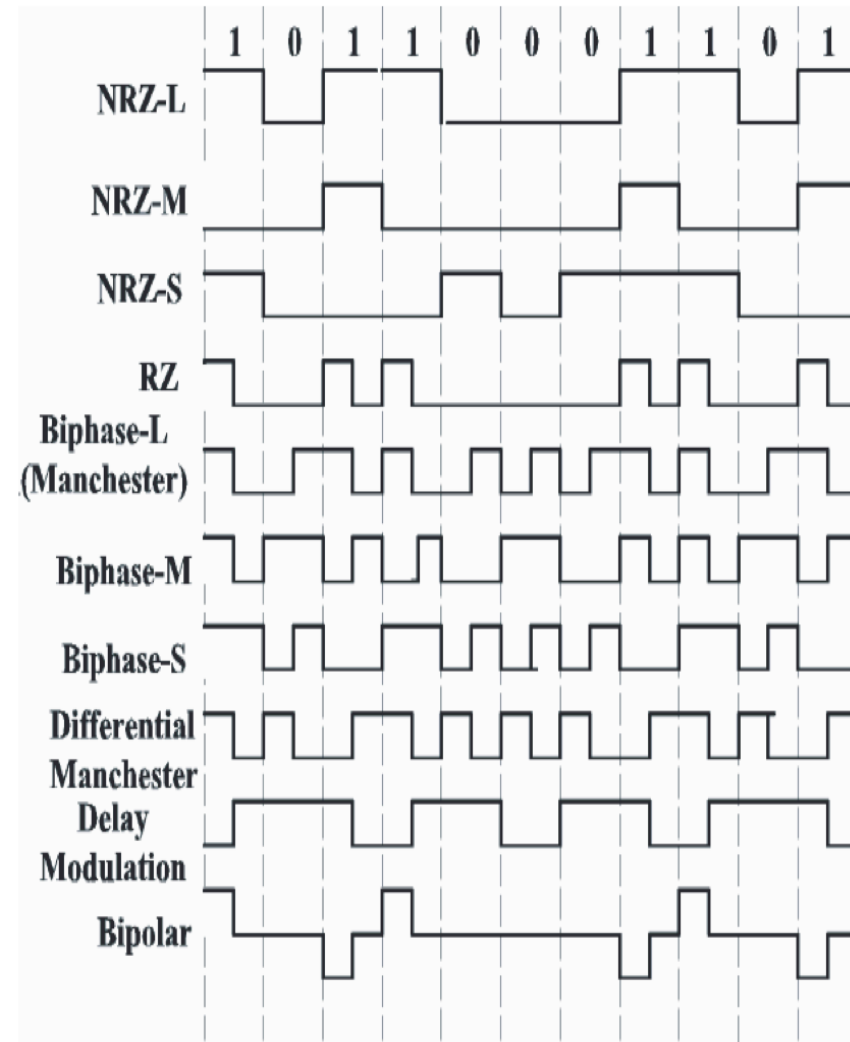 1 0 1 1 0 0 0 1 1 0 1
NRZ-L
NRZ-M
NRZ-S
RZ
Biphase-L
(Manchester)
Biphase-M
Biphase-S
Differential
Manchester
Delay
Modulation
Bipolar